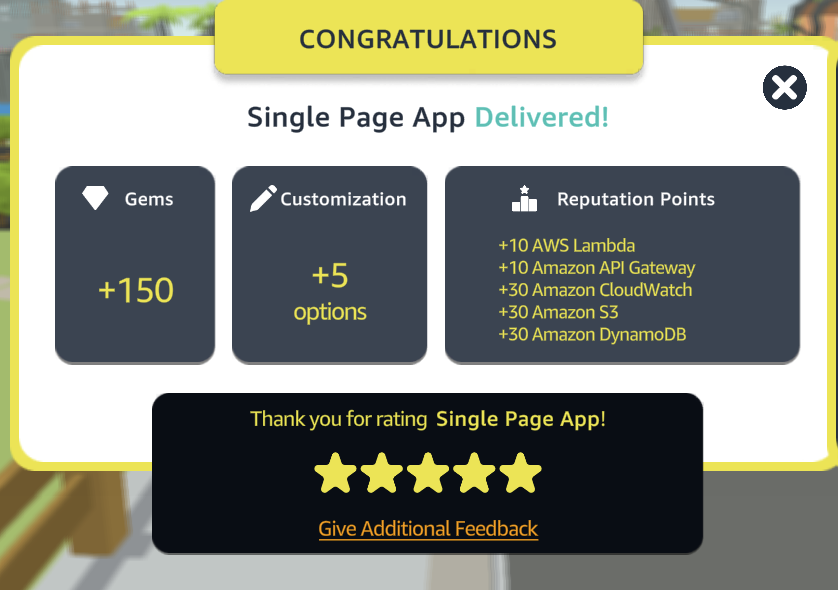 CONGRATULATIONS
Single Page App Delivered!
Gems
+150
Customization
+5
options
Reputation Points
+10 AWS Lambda
+10 Amazon API Gateway
+30 Amazon CloudWatch
+30 Amazon S3
+30 Amazon DynamoDB
Thank you for rating Single Page App!
Give Additional Feedback